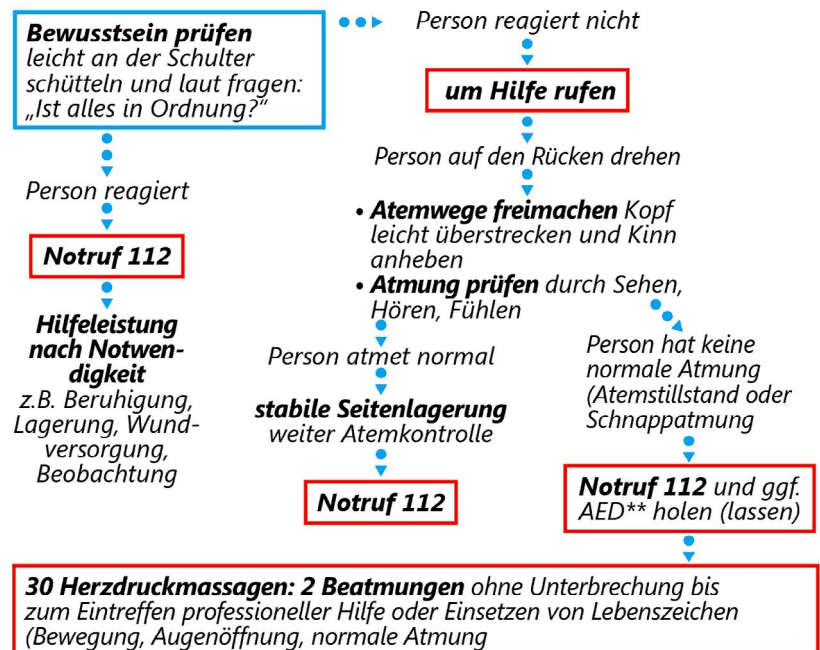 Bewusstsein prüfen
leicht an der Schulter
schütteln und laut fragen:
„Ist alles in Ordnung?“
Person reagiert
Notruf 112
Hilfeleistung
nach Notwen-
digkeit
z.B. Beruhigung,
Lagerung, Wund-
versorgung,
Beobachtung
Person reagiert nicht
um Hilfe rufen
Person auf den Rücken drehen
• Atemwege freimachen Kopf
leicht überstrecken und Kinn
anheben
• Atmung prüfen durch Sehen,
Hören, Fühlen
Person atmet normal
stabile Seitenlagerung
weiter Atemkontrolle
Notruf 112
Person hat keine
normale Atmung
(Atemstillstand oder
Schnappatmung
Notruf 112 und ggf.
AED** holen (lassen)
30 Herzdruckmassagen: 2 Beatmungen ohne Unterbrechung bis
zum Eintreffen professioneller Hilfe oder Einsetzen von Lebenszeichen
(Bewegung, Augenöffnung, normale Atmung